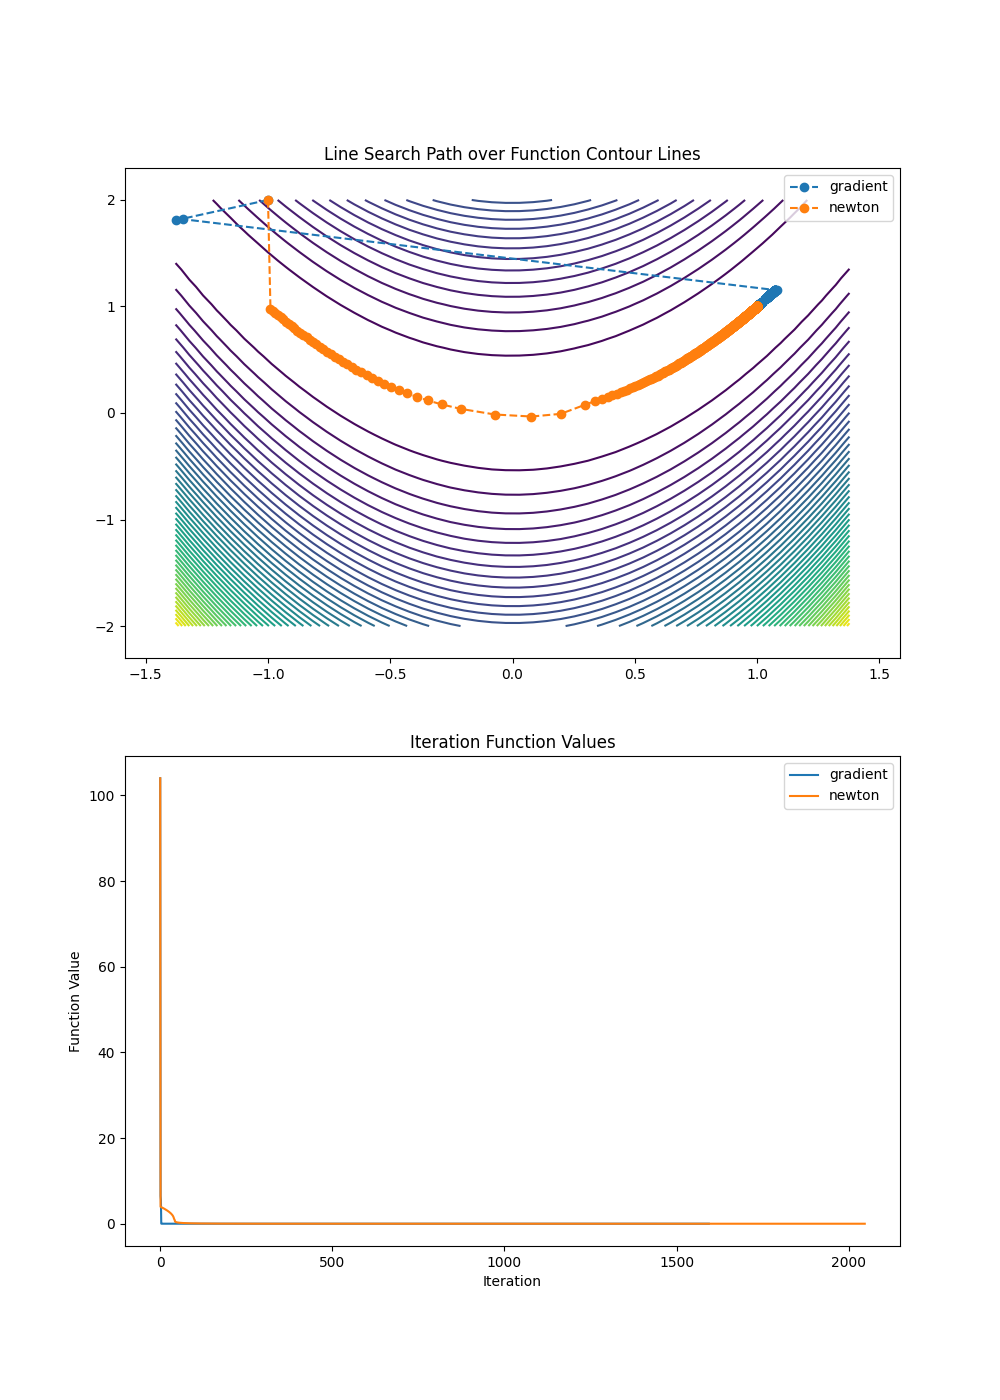 Line Search Path over Function Contour Lines
gradient
newton
2
1
0
−1
−2
−1.5 −1.0 −0.5 0.0 0.5 1.0 1.5
Iteration Function Values
gradient
newton
100
80
60
40
20
0
Function Value
0 500 1000 1500 2000
Iteration